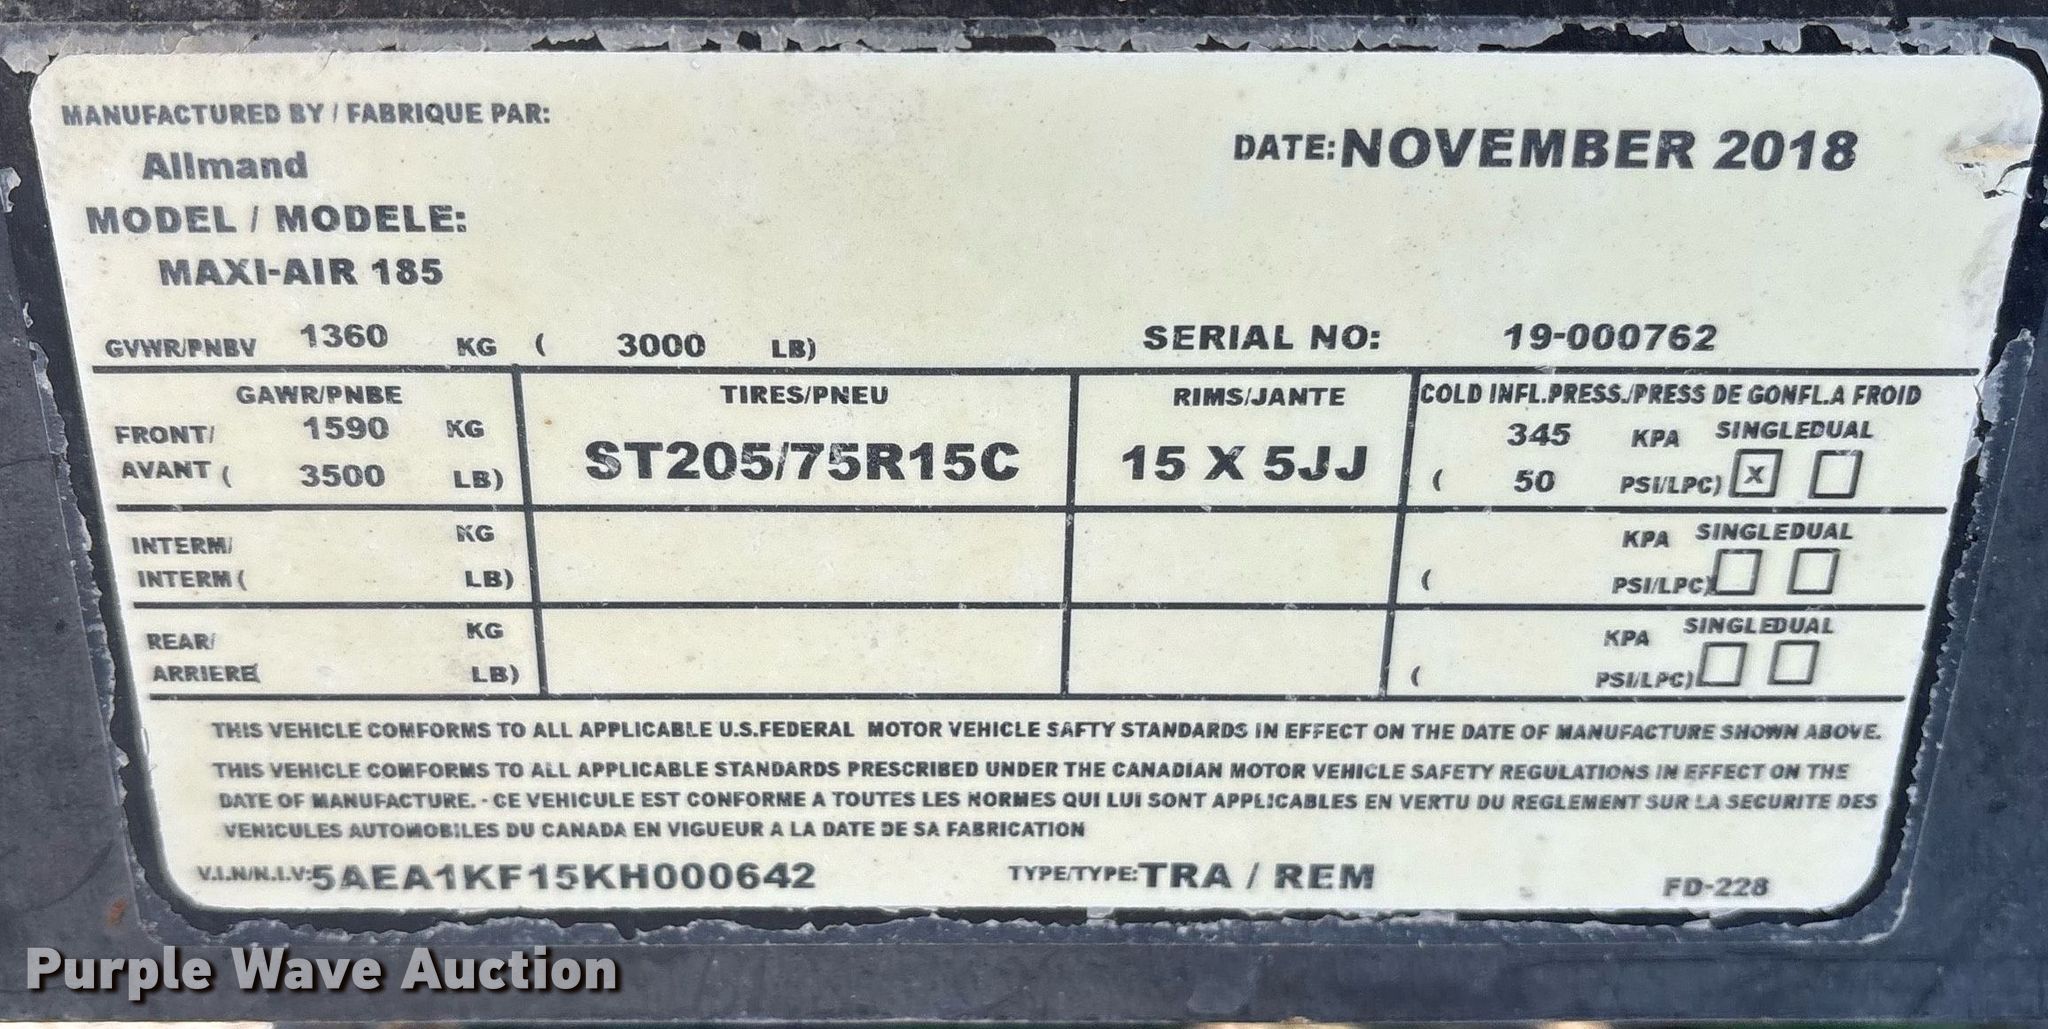 MANUFACTURED BY / FABRIQUE PAR:
Allmand
DATE: NOVEMBER 2018
MODEL / MODELE:
MAXI-AIR 185
GVWR/PNBV 1360 KG ( 3000 LB)
SERIAL NO: 19-000762
GAWR/PNBE TIRES/PNEU RIMS/JANTE COLD INFL.PRESS./PRESS DE GONFL.A FROID
FRONT/ 1590 KG ST205/75R15C 15 X 5JJ 345 KPA SINGLE DUAL
AVANT ( 3500 LB) ( 50 PSI/LPC) X
INTERM/ KG KPA SINGLE DUAL
INTERM ( LB) ( PSI/LPC)
REAR/ KG KPA SINGLE DUAL
ARRIERE( LB) ( PSI/LPC)
THIS VEHICLE COMFORMS TO ALL APPLICABLE U.S.FEDERAL MOTOR VEHICLE SAFTY STANDARDS IN EFFECT ON THE DATE OF MANUFACTURE SHOWN ABOVE.
THIS VEHICLE COMFORMS TO ALL APPLICABLE STANDARDS PRESCRIBED UNDER THE CANADIAN MOTOR VEHICLE SAFETY REGULATIONS IN EFFECT ON THE
DATE OF MANUFACTURE. - CE VEHICULE EST CONFORME A TOUTES LES NORMES QUI LUI SONT APPLICABLES EN VERTU DU REGLEMENT SUR LA SECURITE DES
VEHICULES AUTOMOBILES DU CANADA EN VIGUEUR A LA DATE DE SA FABRICATION
V.I.N/N.I.V: 5AEA1KF15KH000642 TYPE/TYPE: TRA / REM FD-228
Purple Wave Auction